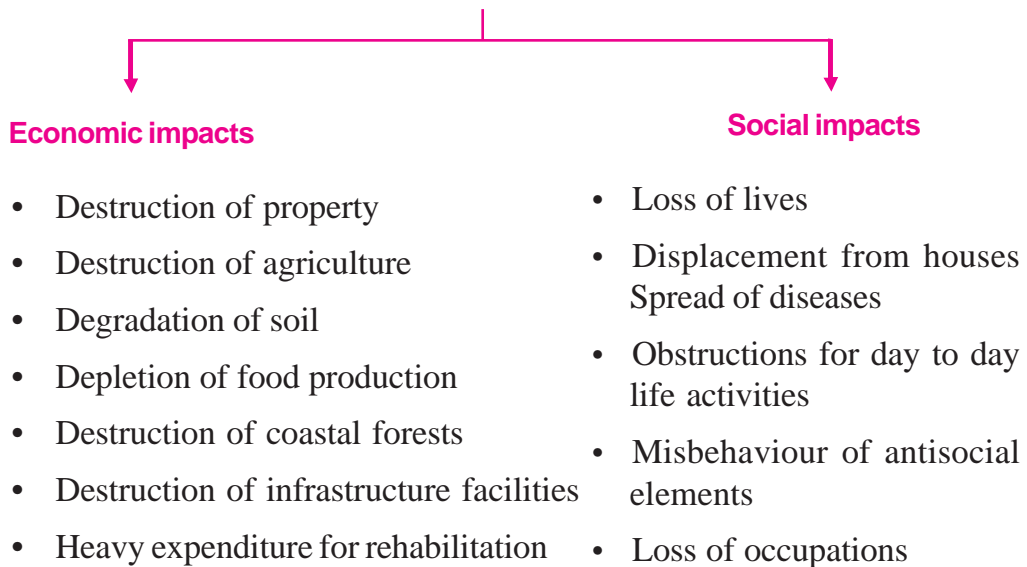 Economic impacts
• Destruction of property
• Destruction of agriculture
• Degradation of soil
• Depletion of food production
• Destruction of coastal forests
• Destruction of infrastructure facilities
• Heavy expenditure for rehabilitation
Social impacts
• Loss of lives
• Displacement from houses
Spread of diseases
• Obstructions for day to day
life activities
• Misbehaviour of antisocial
elements
• Loss of occupations